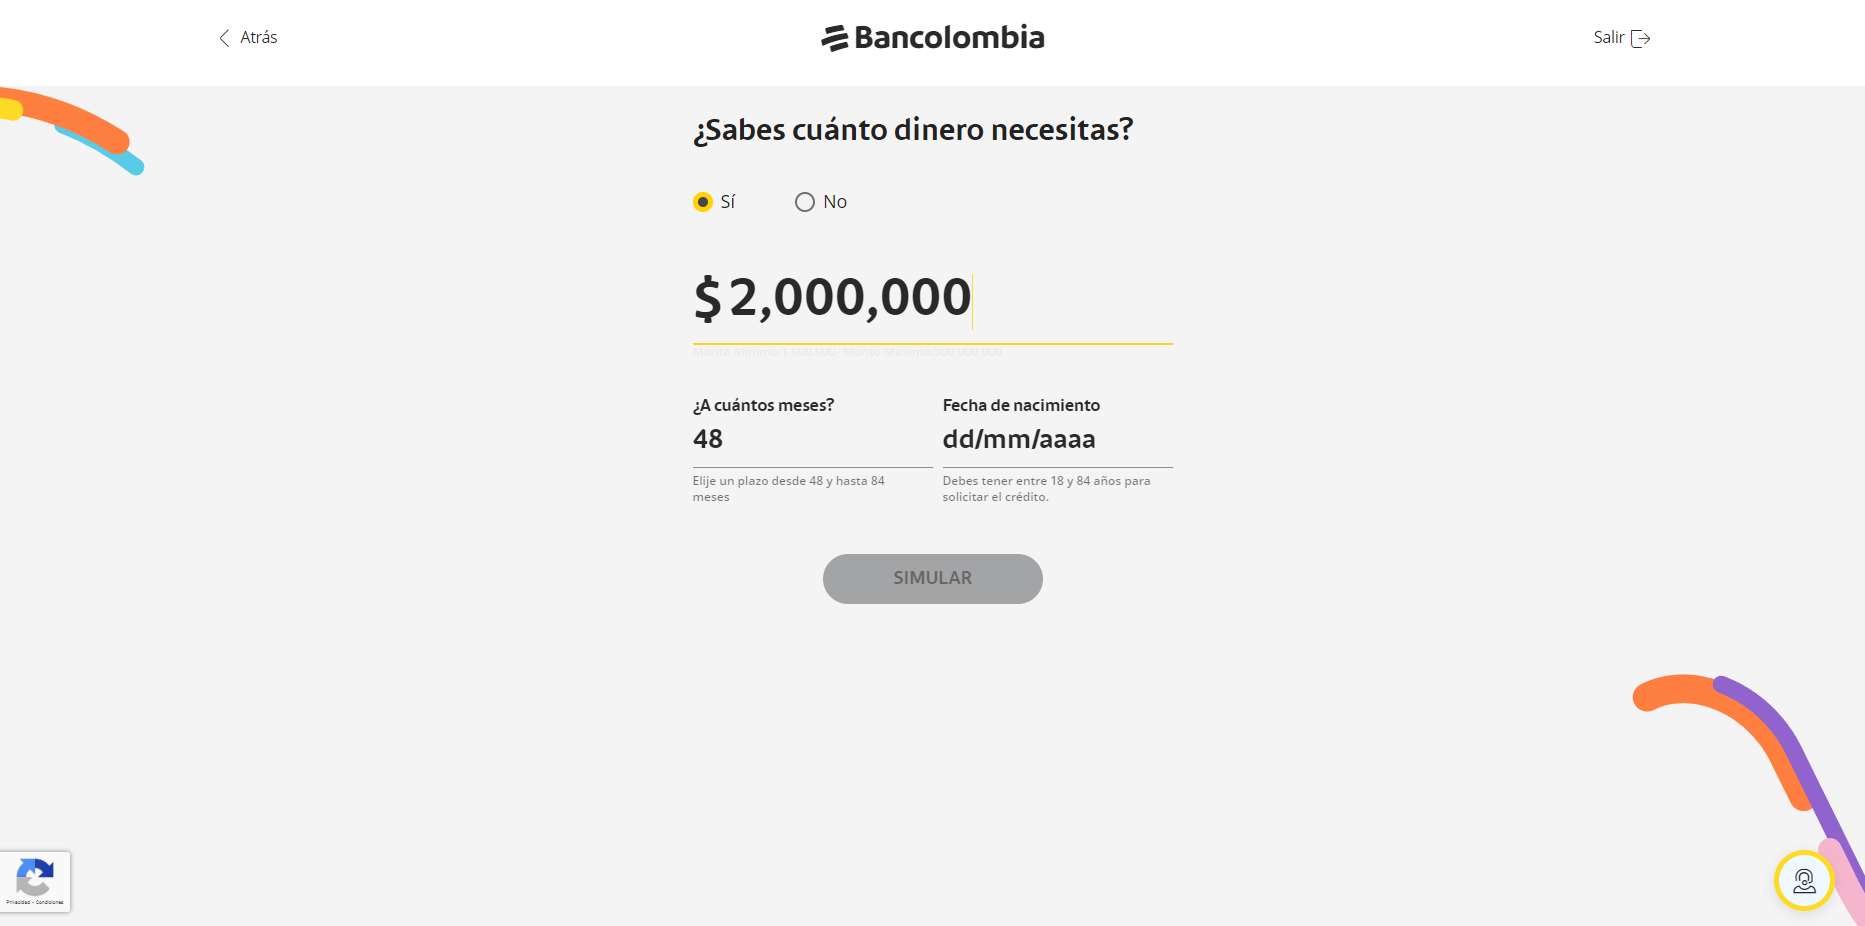 Atrás
Bancolombia
Salir
¿Sabes cuánto dinero necesitas?
Sí
No
$ 2,000,000
Monto Mínimo:1.000.000- Monto Máximo:500.000.000
¿A cuántos meses?
Fecha de nacimiento
48
dd/mm/aaaa
Elije un plazo desde 48 y hasta 84
meses
Debes tener entre 18 y 84 años para
solicitar el crédito.
SIMULAR
Privacidad - Condiciones